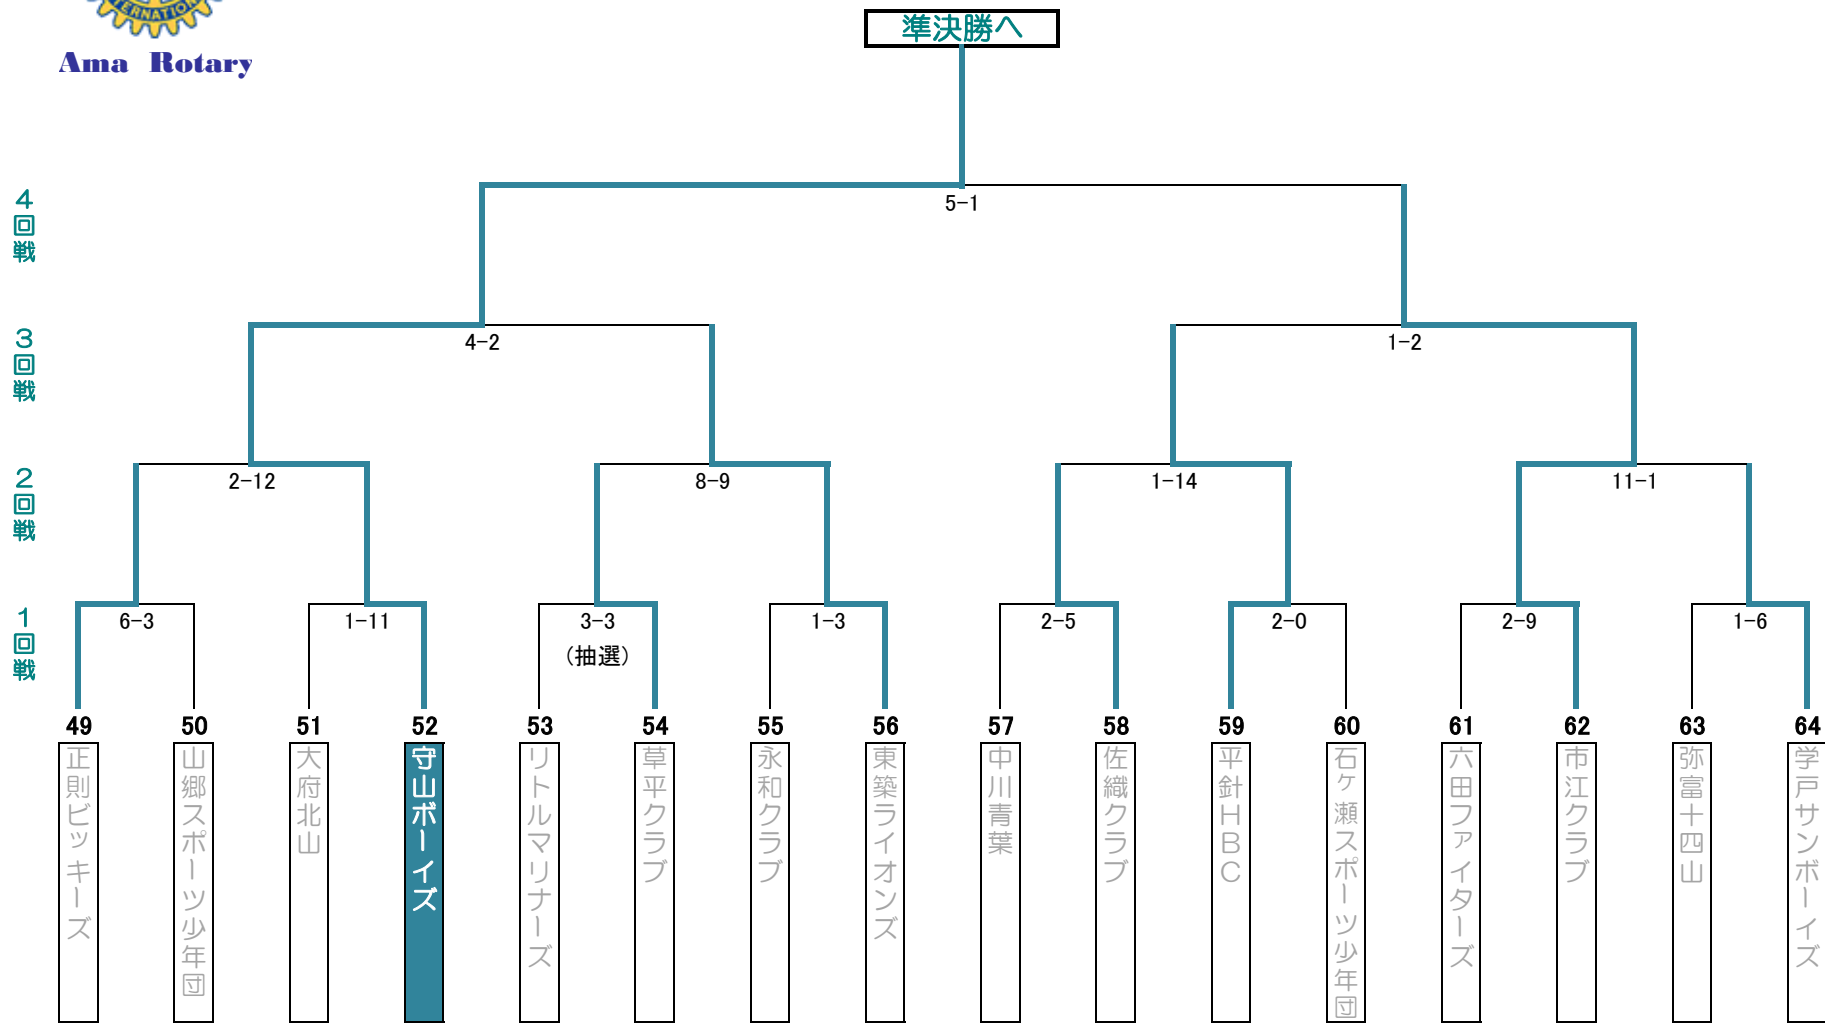 INTERNATIONAL
Ama Rotary
準決勝へ
4回戦
5-1
3回戦
4-2
1-2
2回戦
2-12
8-9
1-14
11-1
1回戦
6-3
1-11
3-3
(抽選)
1-3
2-5
2-0
2-9
1-6
49
50
51
52
53
54
55
56
57
58
59
60
61
62
63
64
正則ビッキーズ
山郷スポーツ少年団
大府北山
守山ボーイズ
リトルマリナーズ
草平クラブ
永和クラブ
東築ライオンズ
中川青葉
佐織クラブ
平針HBC
石ヶ瀬スポーツ少年団
六田ファイターズ
市江クラブ
弥富十四山
学戸サンボーイズ